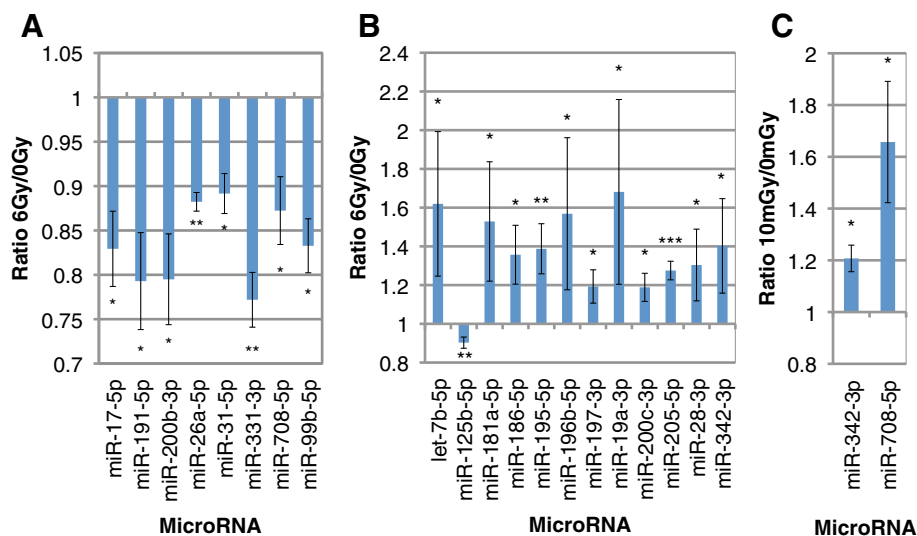 A
Ratio 6Gy/0Gy
1.05
1
0.95
0.9
0.85
0.8
0.75
0.7
*
*
*
**
*
**
*
*
miR-17-5p
miR-191-5p
miR-200b-3p
miR-26a-5p
miR-31-5p
miR-331-3p
miR-708-5p
miR-99b-5p
MicroRNA
B
Ratio 6Gy/0Gy
2.4
2.2
2
1.8
1.6
1.4
1.2
1
0.8
*
**
*
*
**
*
*
*
*
***
*
*
let-7b-5p
miR-125b-5p
miR-181a-5p
miR-186-5p
miR-195-5p
miR-196b-5p
miR-197-3p
miR-19a-3p
miR-200c-3p
miR-205-5p
miR-28-3p
miR-342-3p
MicroRNA
C
Ratio 10mGy/0mGy
2
1.8
1.6
1.4
1.2
1
0.8
*
*
miR-342-3p
miR-708-5p
MicroRNA